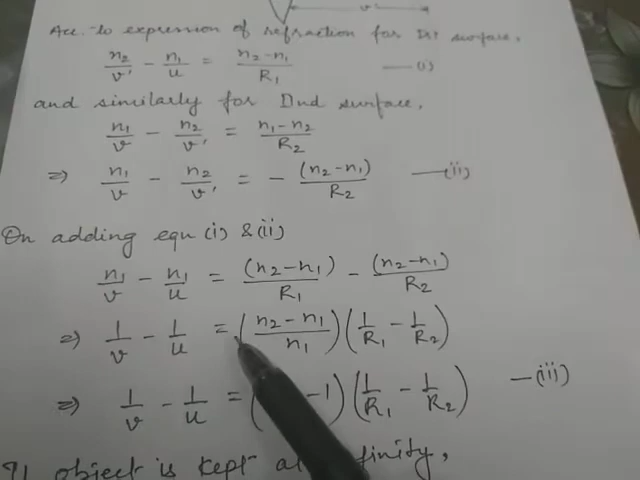 v'
Acc. to expression of refraction for Ist surface,
n2/v' - n1/u = n2-n1/R1 —(i)
and similarly for IInd surface,
n1/v - n2/v' = n1-n2/R2
⇒ n1/v - n2/v' = - (n2-n1)/R2 —(ii)
On adding eqn (i) & (ii)
n1/v - n1/u = (n2-n1)/R1 - (n2-n1)/R2
⇒ 1/v - 1/u = (n2-n1/n1) (1/R1 - 1/R2)
⇒ 1/v - 1/u = ( -1) (1/R1 - 1/R2) —(iii)
object is kept at